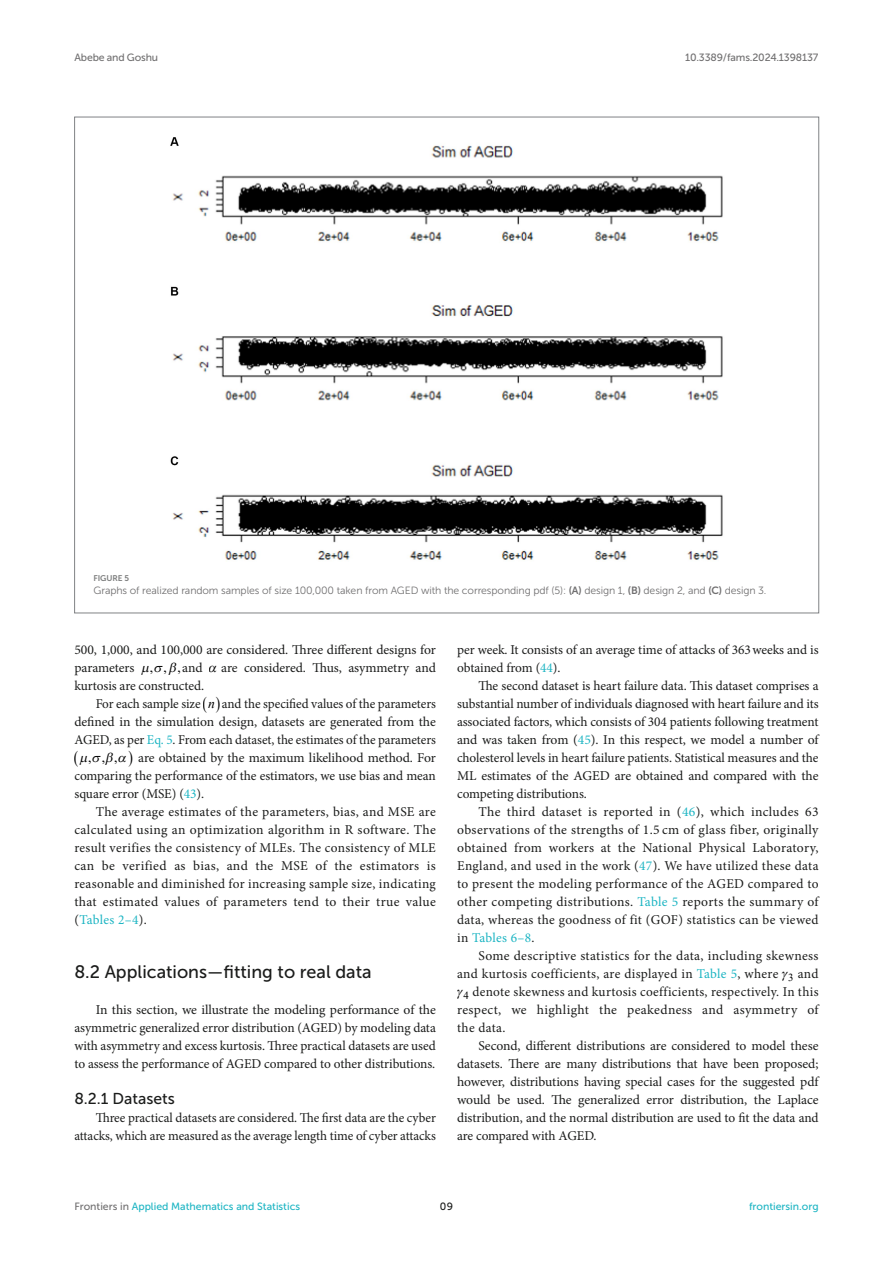 Abebe and Goshu
10.3389/fams.2024.1398137
A
Sim of AGED
X
-1 2
0e+00 2e+04 4e+04 6e+04 8e+04 1e+05
B
Sim of AGED
X
-2 2
0e+00 2e+04 4e+04 6e+04 8e+04 1e+05
C
Sim of AGED
X
-2 1
0e+00 2e+04 4e+04 6e+04 8e+04 1e+05
FIGURE 5
Graphs of realized random samples of size 100,000 taken from AGED with the corresponding pdf (5): (A) design 1, (B) design 2, and (C) design 3.
500, 1,000, and 100,000 are considered. Three different designs for
parameters μ,σ,β,and α are considered. Thus, asymmetry and
kurtosis are constructed.
For each sample size (n) and the specified values of the parameters
defined in the simulation design, datasets are generated from the
AGED, as per Eq. 5. From each dataset, the estimates of the parameters
(μ,σ,β,α) are obtained by the maximum likelihood method. For
comparing the performance of the estimators, we use bias and mean
square error (MSE) (43).
The average estimates of the parameters, bias, and MSE are
calculated using an optimization algorithm in R software. The
result verifies the consistency of MLEs. The consistency of MLE
can be verified as bias, and the MSE of the estimators is
reasonable and diminished for increasing sample size, indicating
that estimated values of parameters tend to their true value
(Tables 2–4).
8.2 Applications—fitting to real data
In this section, we illustrate the modeling performance of the
asymmetric generalized error distribution (AGED) by modeling data
with asymmetry and excess kurtosis. Three practical datasets are used
to assess the performance of AGED compared to other distributions.
8.2.1 Datasets
Three practical datasets are considered. The first data are the cyber
attacks, which are measured as the average length time of cyber attacks
per week. It consists of an average time of attacks of 363 weeks and is
obtained from (44).
The second dataset is heart failure data. This dataset comprises a
substantial number of individuals diagnosed with heart failure and its
associated factors, which consists of 304 patients following treatment
and was taken from (45). In this respect, we model a number of
cholesterol levels in heart failure patients. Statistical measures and the
ML estimates of the AGED are obtained and compared with the
competing distributions.
The third dataset is reported in (46), which includes 63
observations of the strengths of 1.5 cm of glass fiber, originally
obtained from workers at the National Physical Laboratory,
England, and used in the work (47). We have utilized these data
to present the modeling performance of the AGED compared to
other competing distributions. Table 5 reports the summary of
data, whereas the goodness of fit (GOF) statistics can be viewed
in Tables 6–8.
Some descriptive statistics for the data, including skewness
and kurtosis coefficients, are displayed in Table 5, where γ3 and
γ4 denote skewness and kurtosis coefficients, respectively. In this
respect, we highlight the peakedness and asymmetry of
the data.
Second, different distributions are considered to model these
datasets. There are many distributions that have been proposed;
however, distributions having special cases for the suggested pdf
would be used. The generalized error distribution, the Laplace
distribution, and the normal distribution are used to fit the data and
are compared with AGED.
Frontiers in Applied Mathematics and Statistics
09
frontiersin.org